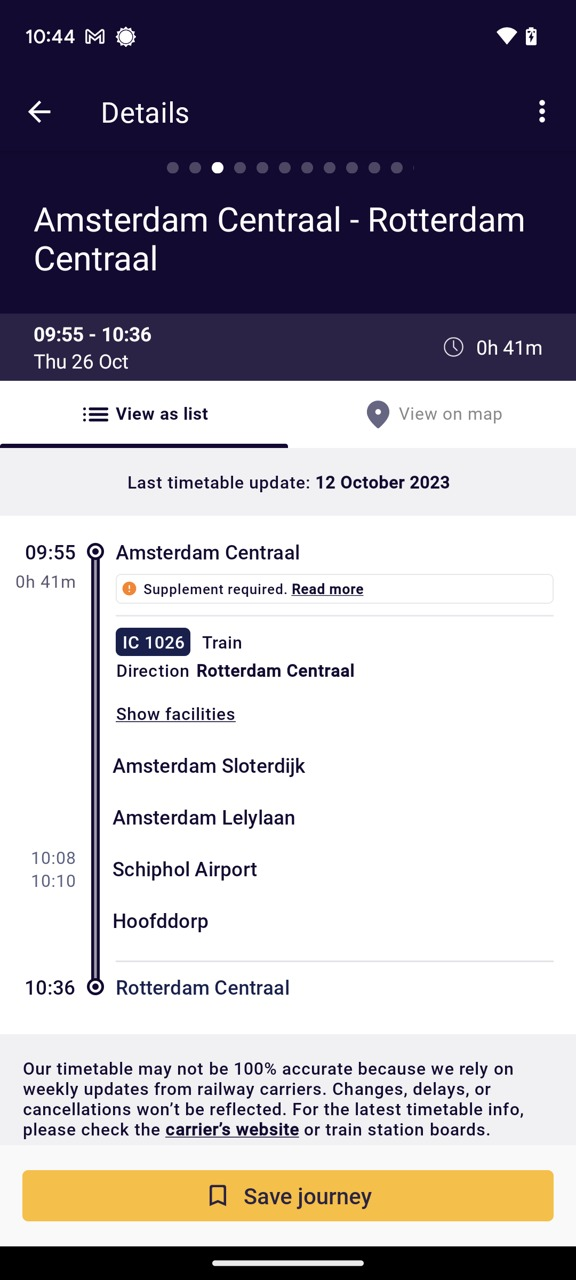 10:44
Details
Amsterdam Centraal - Rotterdam
Centraal
09:55 - 10:36
Thu 26 Oct
0h 41m
View as list
View on map
Last timetable update: 12 October 2023
09:55 Amsterdam Centraal
0h 41m
Supplement required. Read more
IC 1026 Train
Direction Rotterdam Centraal
Show facilities
Amsterdam Sloterdijk
Amsterdam Lelylaan
10:08
10:10
Schiphol Airport
Hoofddorp
10:36 Rotterdam Centraal
Our timetable may not be 100% accurate because we rely on
weekly updates from railway carriers. Changes, delays, or
cancellations won’t be reflected. For the latest timetable info,
please check the carrier’s website or train station boards.
Save journey